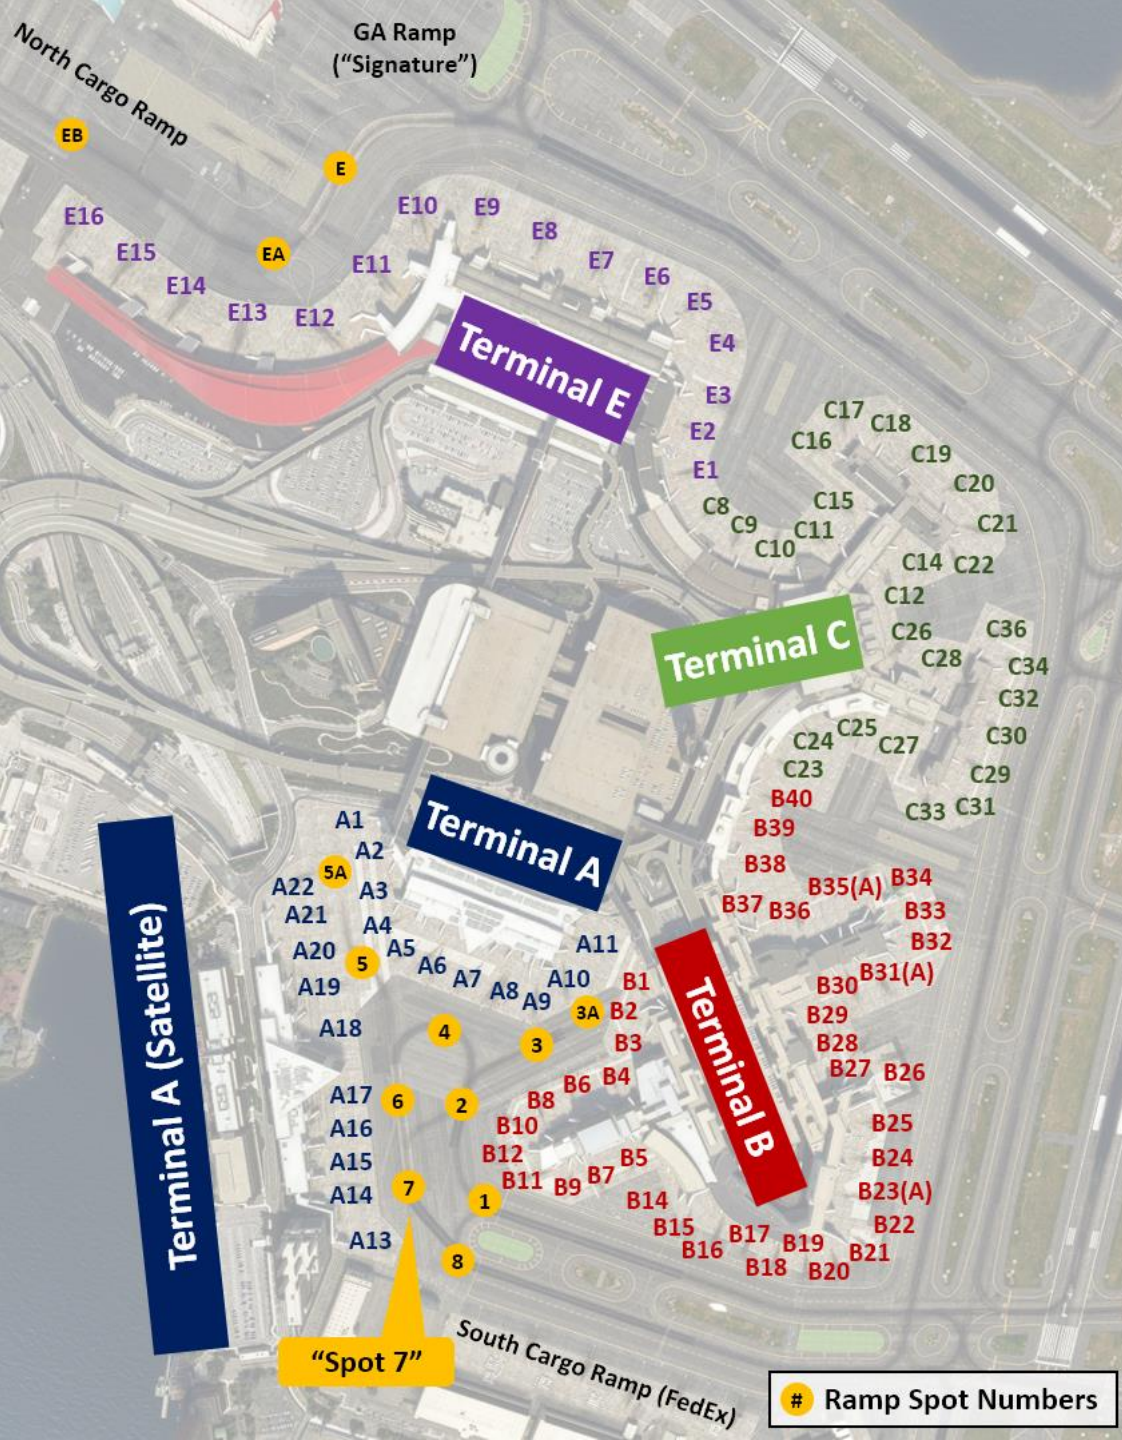 GA Ramp
(“Signature”)
North Cargo Ramp
EB
E
EA
E16
E15
E14
E13
E12
E11
E10
E9
E8
E7
E6
E5
E4
E3
E2
E1
Terminal E
C17
C18
C16
C19
C20
C15
C21
C8
C9
C11
C10
C14
C22
C12
C26
C36
C28
C34
C32
C30
C25
C24
C27
C23
C29
C31
C33
Terminal C
B40
B39
B38
B37
B36
B35(A)
B34
B33
B32
B31(A)
B30
B29
B28
B27
B26
B25
B24
B23(A)
B22
B21
B20
B19
B18
B17
B16
B15
B14
B5
B7
B9
B11
B12
B10
B8
B6
B4
B3
B2
B1
Terminal B
Terminal A
A1
A2
5A
A22
A3
A21
A4
A20
5
A5
A19
A6
A7
A8
A9
A10
A11
3A
A18
4
3
A17
6
2
A16
A15
A14
7
1
A13
8
Terminal A (Satellite)
“Spot 7”
South Cargo Ramp (FedEx)
# Ramp Spot Numbers